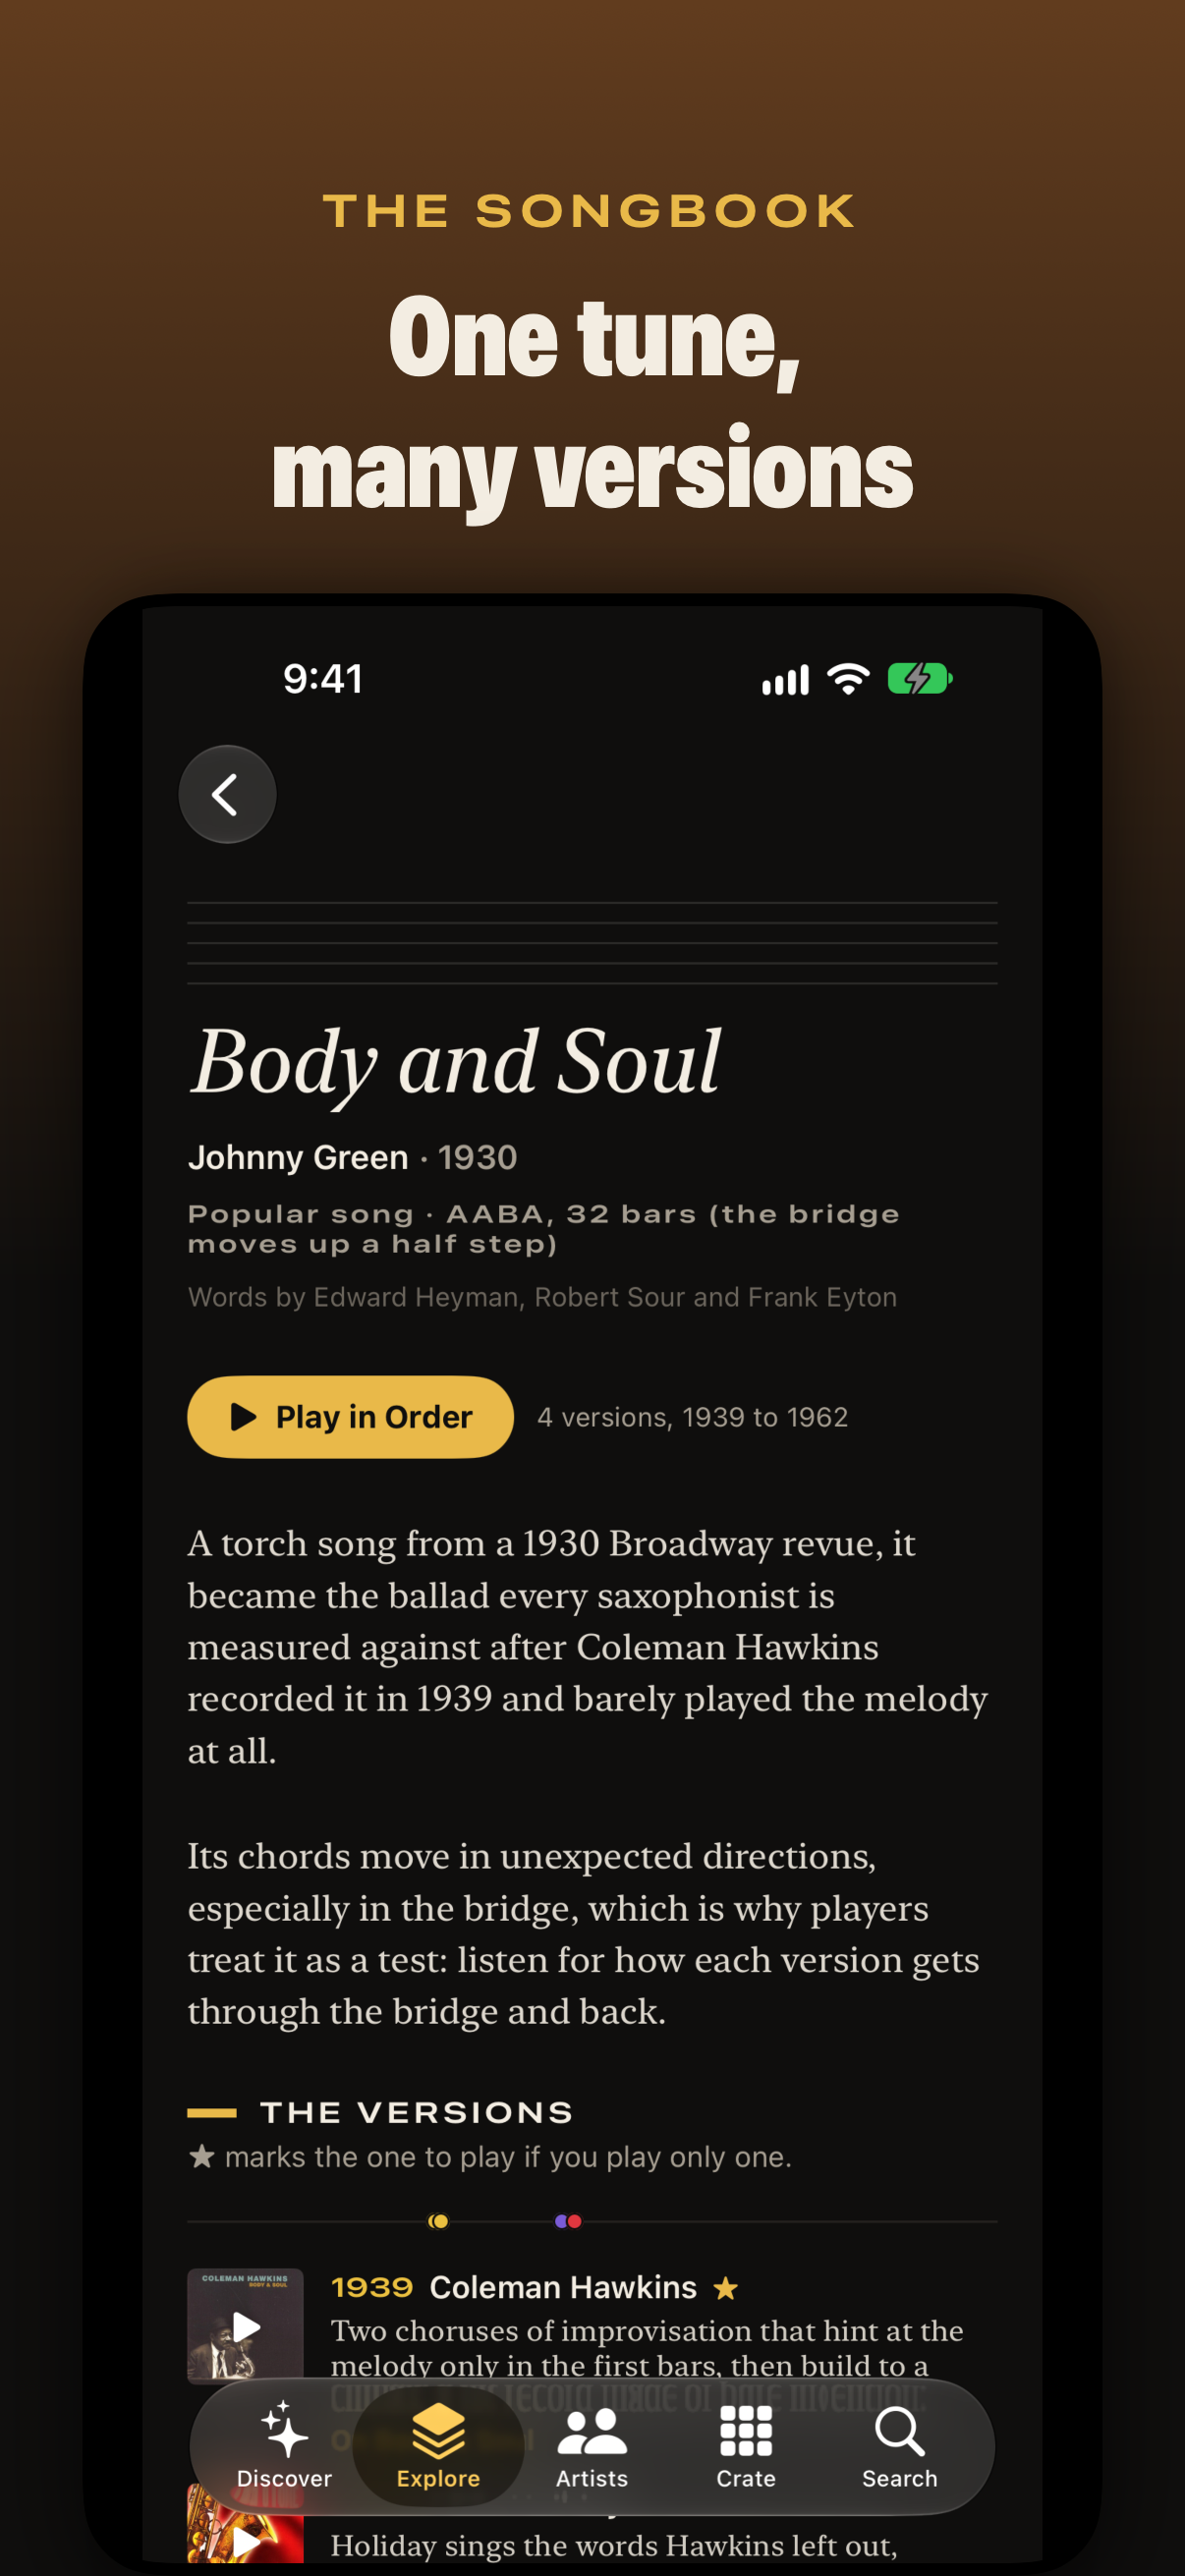 THE SONGBOOK
One tune,
many versions
9:41
Body and Soul
Johnny Green · 1930
Popular song · AABA, 32 bars (the bridge
moves up a half step)
Words by Edward Heyman, Robert Sour and Frank Eyton
Play in Order
4 versions, 1939 to 1962
A torch song from a 1930 Broadway revue, it
became the ballad every saxophonist is
measured against after Coleman Hawkins
recorded it in 1939 and barely played the melody
at all.
Its chords move in unexpected directions,
especially in the bridge, which is why players
treat it as a test: listen for how each version gets
through the bridge and back.
THE VERSIONS
★ marks the one to play if you play only one.
COLEMAN HAWKINS
BODY & SOUL
1939 Coleman Hawkins ★
Two choruses of improvisation that hint at the
melody only in the first bars, then build to a
Discover
Explore
Artists
Crate
Search
Holiday sings the words Hawkins left out,